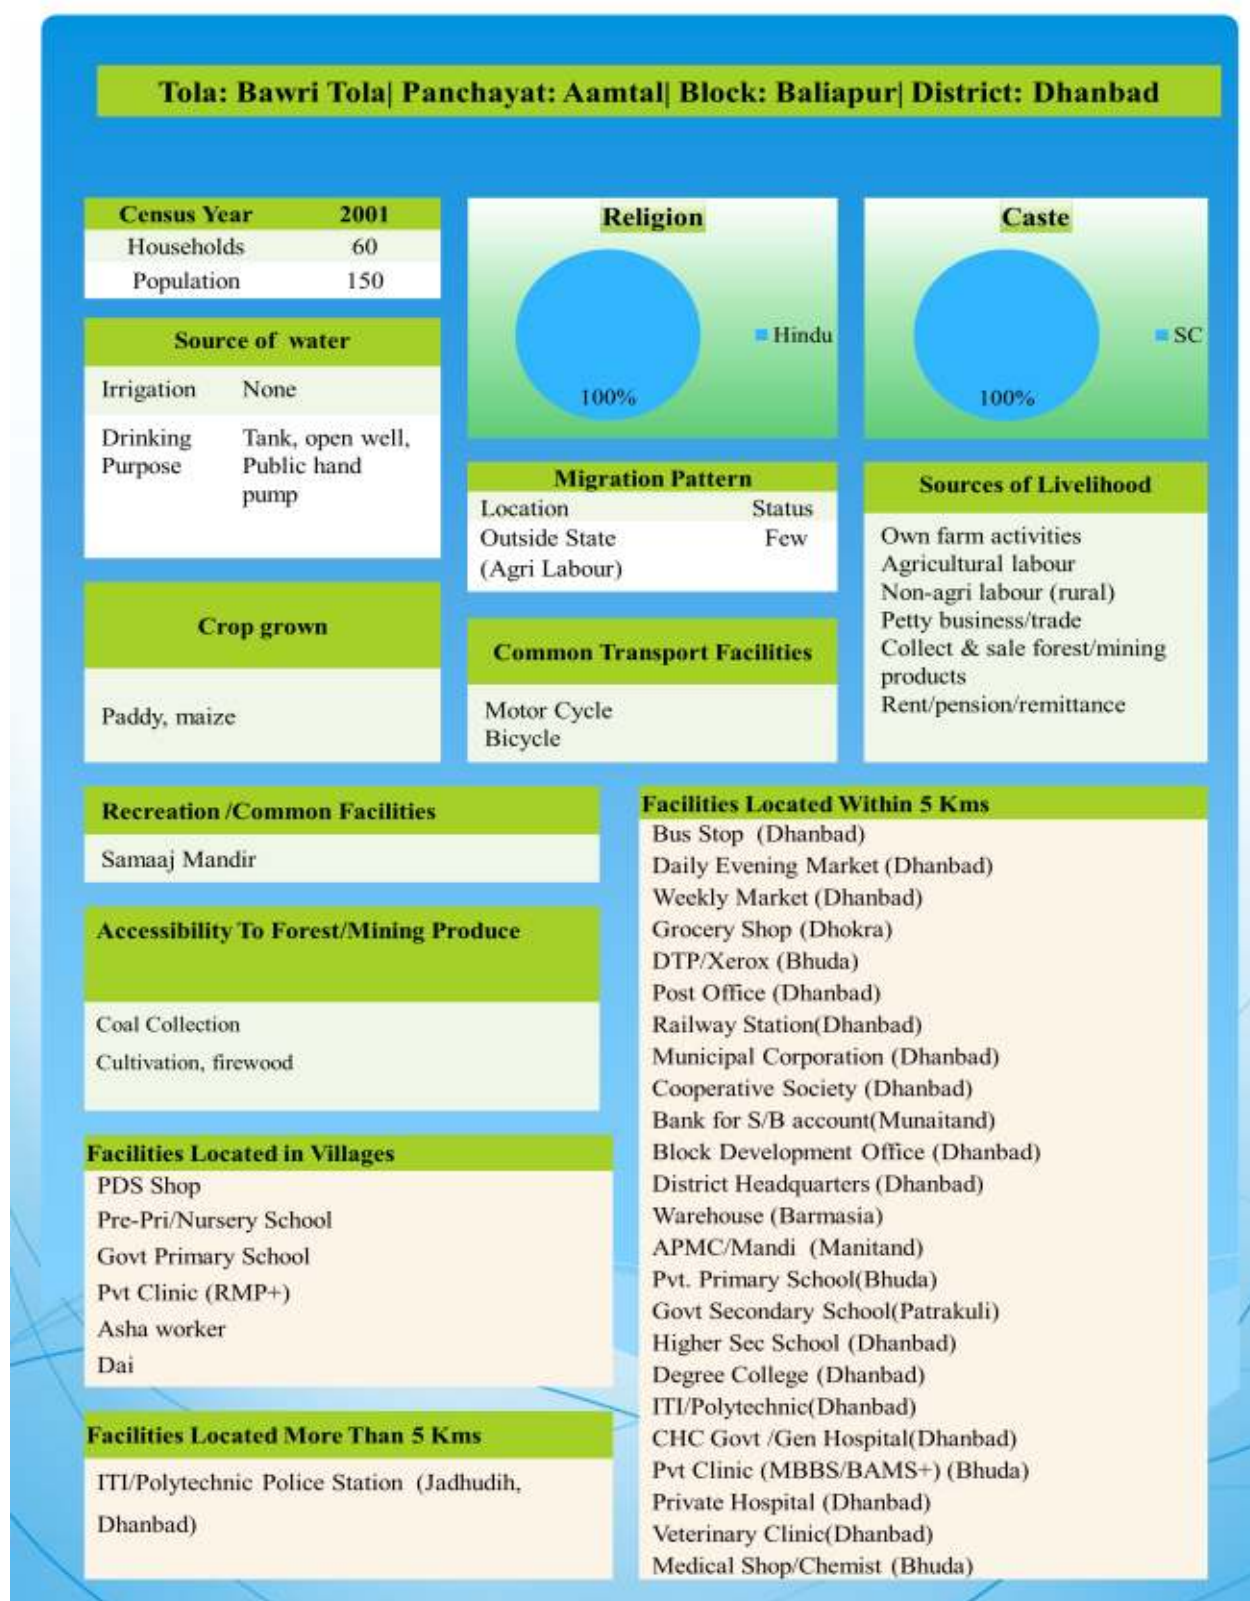 Tola: Bawri Tola| Panchayat: Aamtal| Block: Baliapur| District: Dhanbad
Census Year 2001
Households 60
Population 150
Source of water
Irrigation None
Drinking Tank, open well,
Purpose Public hand
pump
Crop grown
Paddy, maize
Religion
Hindu
100%
Caste
SC
100%
Migration Pattern
Location Status
Outside State Few
(Agri Labour)
Common Transport Facilities
Motor Cycle
Bicycle
Sources of Livelihood
Own farm activities
Agricultural labour
Non-agri labour (rural)
Petty business/trade
Collect & sale forest/mining
products
Rent/pension/remittance
Recreation /Common Facilities
Samaaj Mandir
Accessibility To Forest/Mining Produce
Coal Collection
Cultivation, firewood
Facilities Located in Villages
PDS Shop
Pre-Pri/Nursery School
Govt Primary School
Pvt Clinic (RMP+)
Asha worker
Dai
Facilities Located More Than 5 Kms
ITI/Polytechnic Police Station (Jadhudih,
Dhanbad)
Facilities Located Within 5 Kms
Bus Stop (Dhanbad)
Daily Evening Market (Dhanbad)
Weekly Market (Dhanbad)
Grocery Shop (Dhokra)
DTP/Xerox (Bhuda)
Post Office (Dhanbad)
Railway Station(Dhanbad)
Municipal Corporation (Dhanbad)
Cooperative Society (Dhanbad)
Bank for S/B account(Munaitand)
Block Development Office (Dhanbad)
District Headquarters (Dhanbad)
Warehouse (Barmasia)
APMC/Mandi (Manitand)
Pvt. Primary School(Bhuda)
Govt Secondary School(Patrakuli)
Higher Sec School (Dhanbad)
Degree College (Dhanbad)
ITI/Polytechnic(Dhanbad)
CHC Govt /Gen Hospital(Dhanbad)
Pvt Clinic (MBBS/BAMS+) (Bhuda)
Private Hospital (Dhanbad)
Veterinary Clinic(Dhanbad)
Medical Shop/Chemist (Bhuda)